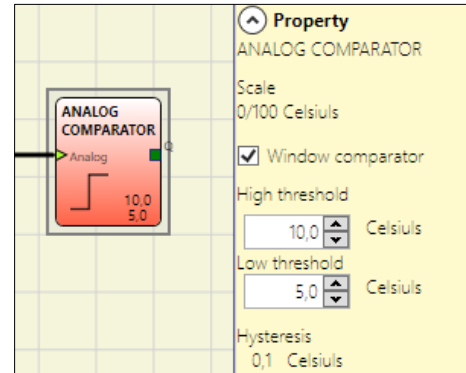 ANALOG
COMPARATOR
Analog
Q
10,0
5,0
Property
ANALOG COMPARATOR
Scale
0/100 Celsiuls
Window comparator
High threshold
10,0 Celsiuls
Low threshold
5,0 Celsiuls
Hysteresis
0,1 Celsiuls